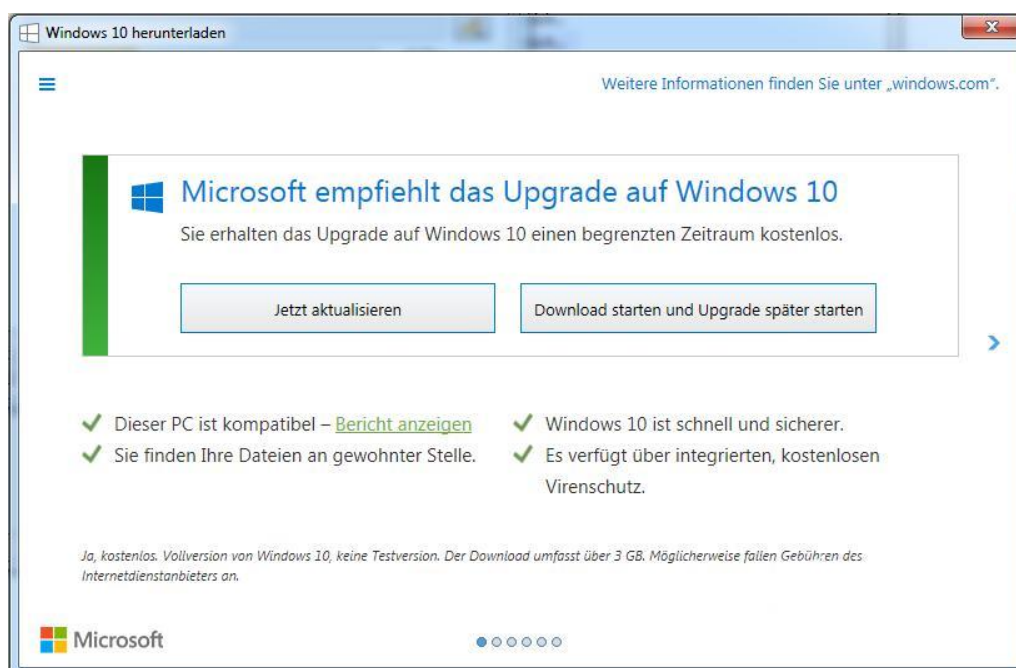 Windows 10 herunterladen
Weitere Informationen finden Sie unter „windows.com“.
Microsoft empfiehlt das Upgrade auf Windows 10
Sie erhalten das Upgrade auf Windows 10 einen begrenzten Zeitraum kostenlos.
Jetzt aktualisieren
Download starten und Upgrade später starten
Dieser PC ist kompatibel – Bericht anzeigen
Sie finden Ihre Dateien an gewohnter Stelle.
Windows 10 ist schnell und sicherer.
Es verfügt über integrierten, kostenlosen
Virenschutz.
Ja, kostenlos. Vollversion von Windows 10, keine Testversion. Der Download umfasst über 3 GB. Möglicherweise fallen Gebühren des
Internetdienstanbieters an.
Microsoft